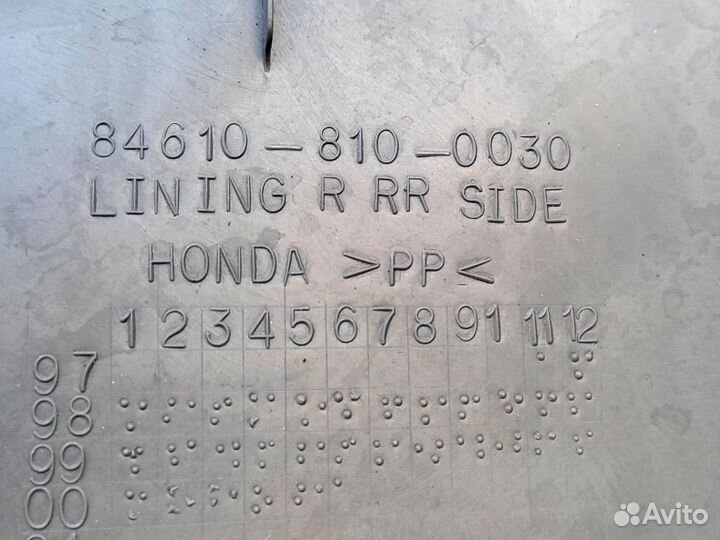 84610-810-0030
LINING R RR SIDE
HONDA >PP<
1 2 3 4 5 6 7 8 9 1 11 12
97
98
99
00
Avito